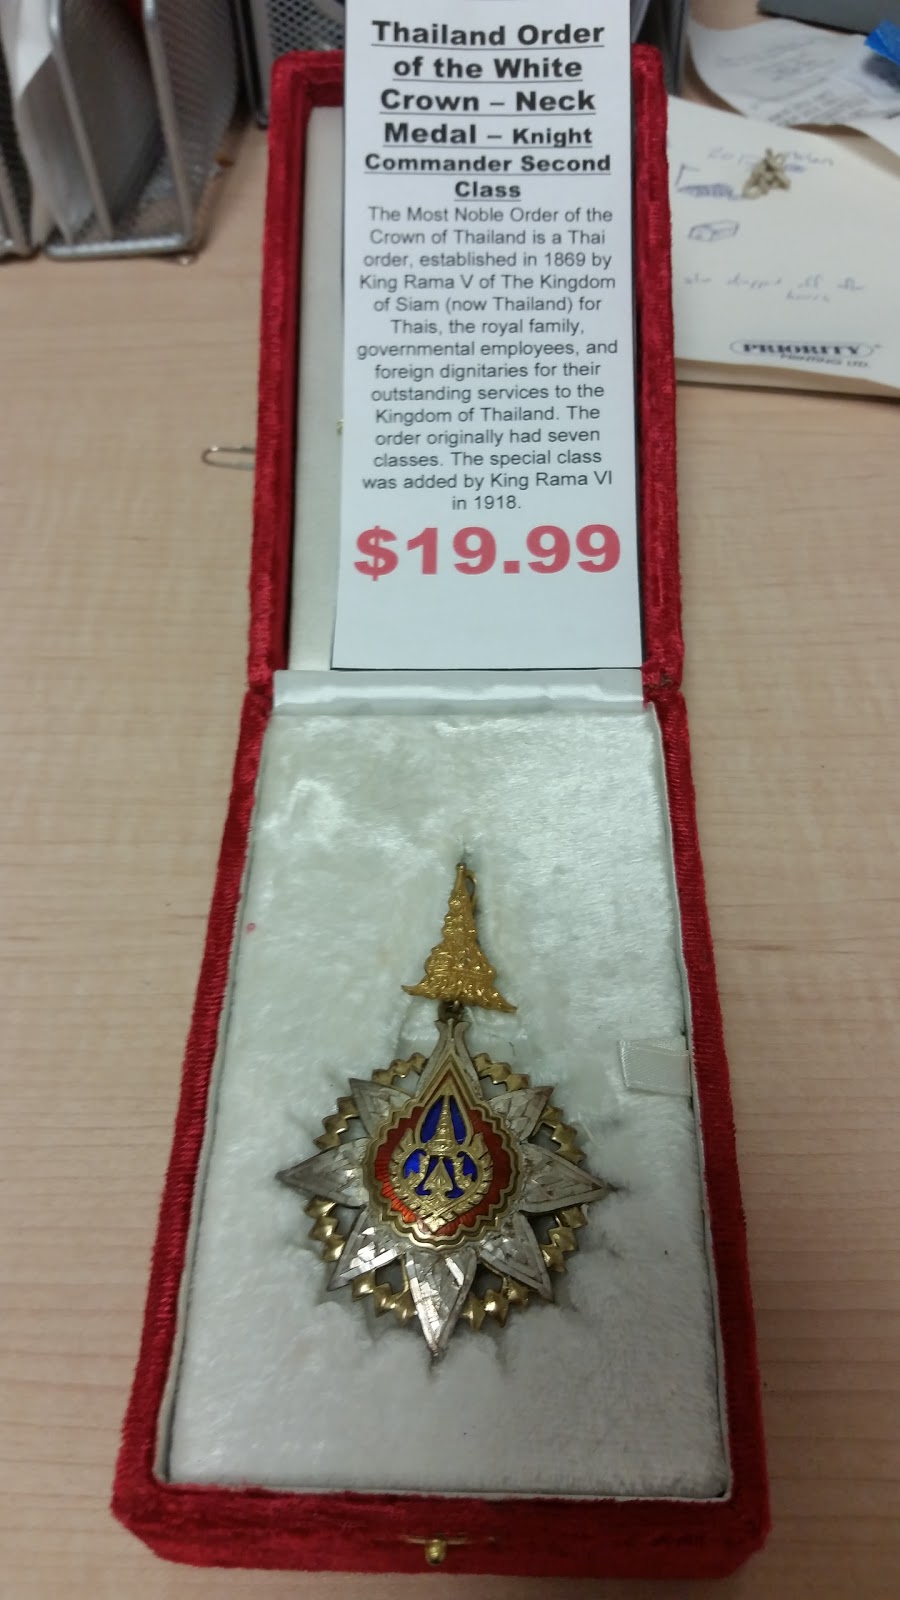 Thailand Order
of the White
Crown – Neck
Medal – Knight
Commander Second
Class
The Most Noble Order of the
Crown of Thailand is a Thai
order, established in 1869 by
King Rama V of The Kingdom
of Siam (now Thailand) for
Thais, the royal family,
governmental employees, and
foreign dignitaries for their
outstanding services to the
Kingdom of Thailand. The
order originally had seven
classes. The special class
was added by King Rama VI
in 1918.
$19.99
PRIORITY
PRINTING LTD.